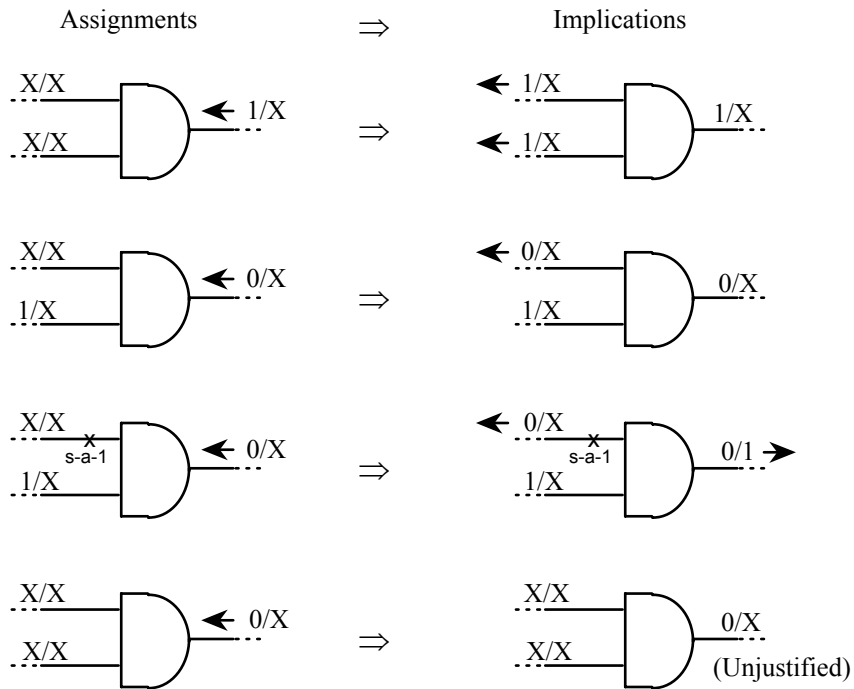 Assignments ⇒ Implications
X/X 1/X
X/X 1/X ⇒ 1/X 1/X
X/X 0/X
1/X 0/X ⇒ 1/X 0/X
X/X x s-a-1 0/X x s-a-1
1/X 0/X ⇒ 1/X 0/1
X/X X/X
X/X 0/X ⇒ X/X 0/X
(Unjustified)